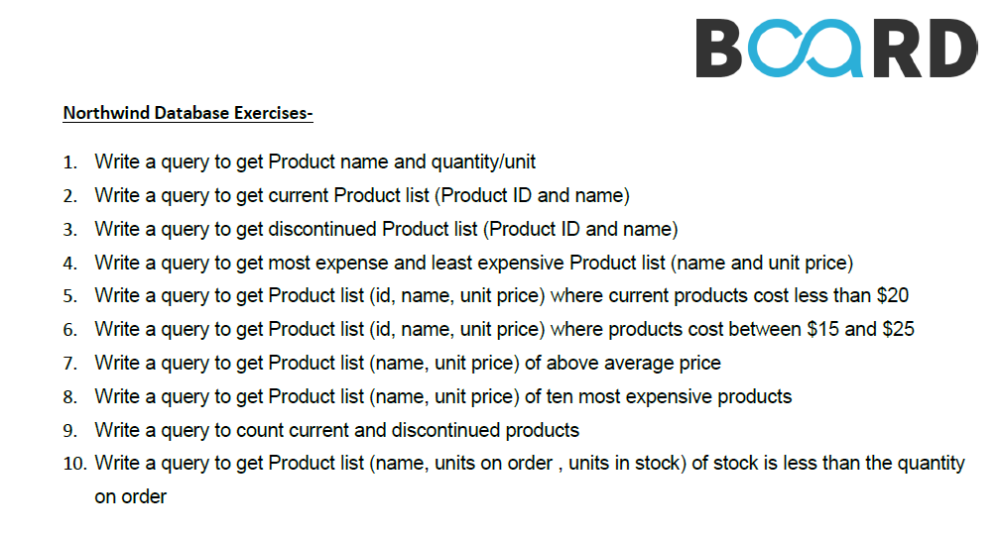 BOARD
Northwind Database Exercises-
1. Write a query to get Product name and quantity/unit
2. Write a query to get current Product list (Product ID and name)
3. Write a query to get discontinued Product list (Product ID and name)
4. Write a query to get most expense and least expensive Product list (name and unit price)
5. Write a query to get Product list (id, name, unit price) where current products cost less than $20
6. Write a query to get Product list (id, name, unit price) where products cost between $15 and $25
7. Write a query to get Product list (name, unit price) of above average price
8. Write a query to get Product list (name, unit price) of ten most expensive products
9. Write a query to count current and discontinued products
10. Write a query to get Product list (name, units on order , units in stock) of stock is less than the quantity
on order